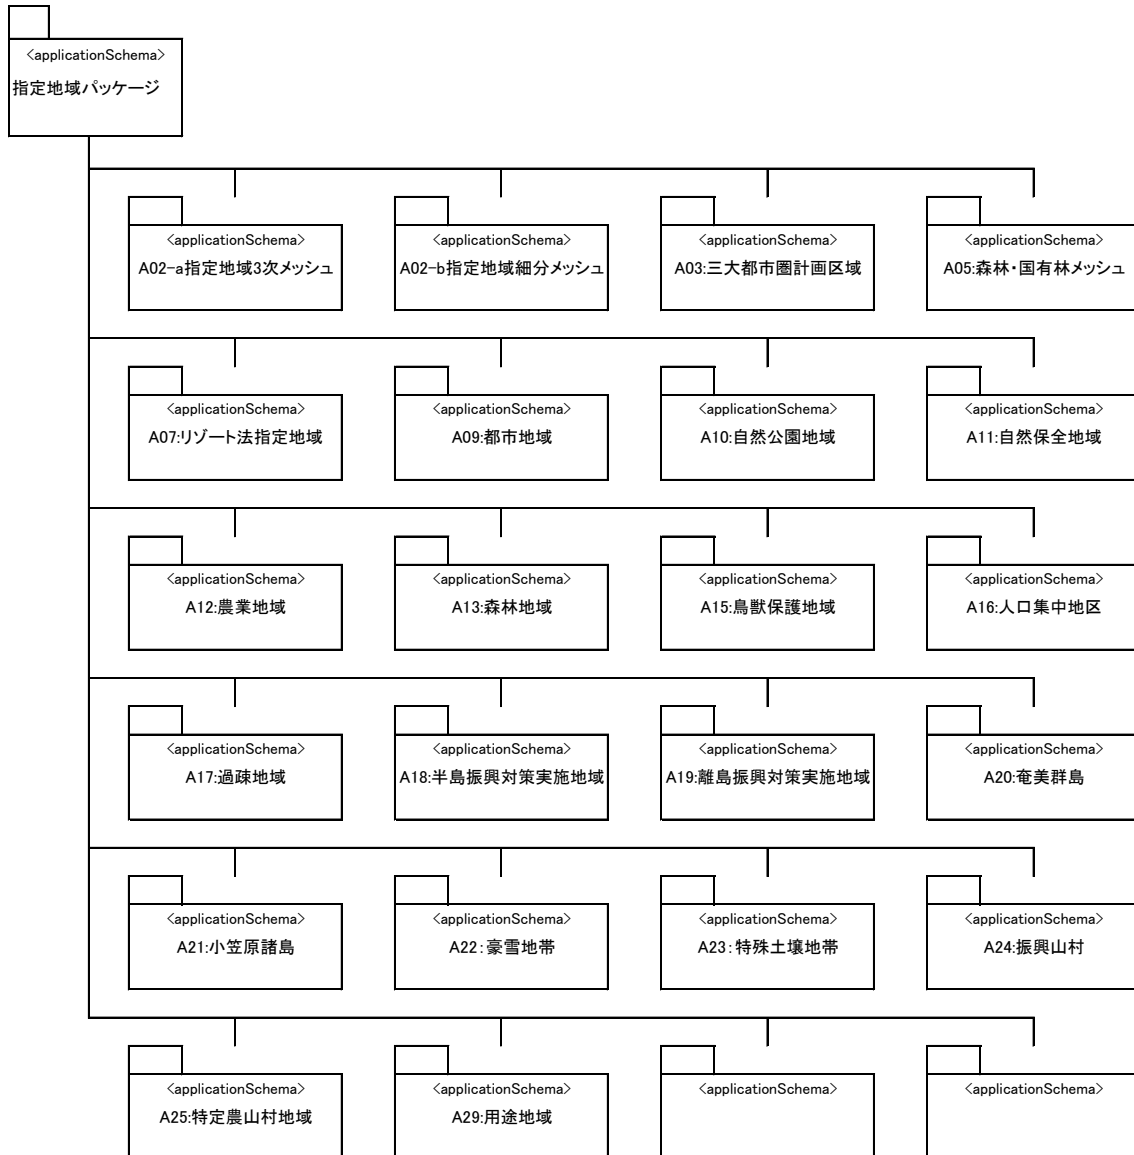 <applicationSchema>
指定地域パッケージ
<applicationSchema>
A02-a指定地域3次メッシュ
<applicationSchema>
A02-b指定地域細分メッシュ
<applicationSchema>
A03:三大都市圏計画区域
<applicationSchema>
A05:森林・国有林メッシュ
<applicationSchema>
A07:リゾート法指定地域
<applicationSchema>
A09:都市地域
<applicationSchema>
A10:自然公園地域
<applicationSchema>
A11:自然保全地域
<applicationSchema>
A12:農業地域
<applicationSchema>
A13:森林地域
<applicationSchema>
A15:鳥獣保護地域
<applicationSchema>
A16:人口集中地区
<applicationSchema>
A17:過疎地域
<applicationSchema>
A18:半島振興対策実施地域
<applicationSchema>
A19:離島振興対策実施地域
<applicationSchema>
A20:奄美群島
<applicationSchema>
A21:小笠原諸島
<applicationSchema>
A22:豪雪地帯
<applicationSchema>
A23:特殊土壌地帯
<applicationSchema>
A24:振興山村
<applicationSchema>
A25:特定農山村地域
<applicationSchema>
A29:用途地域
<applicationSchema>
<applicationSchema>